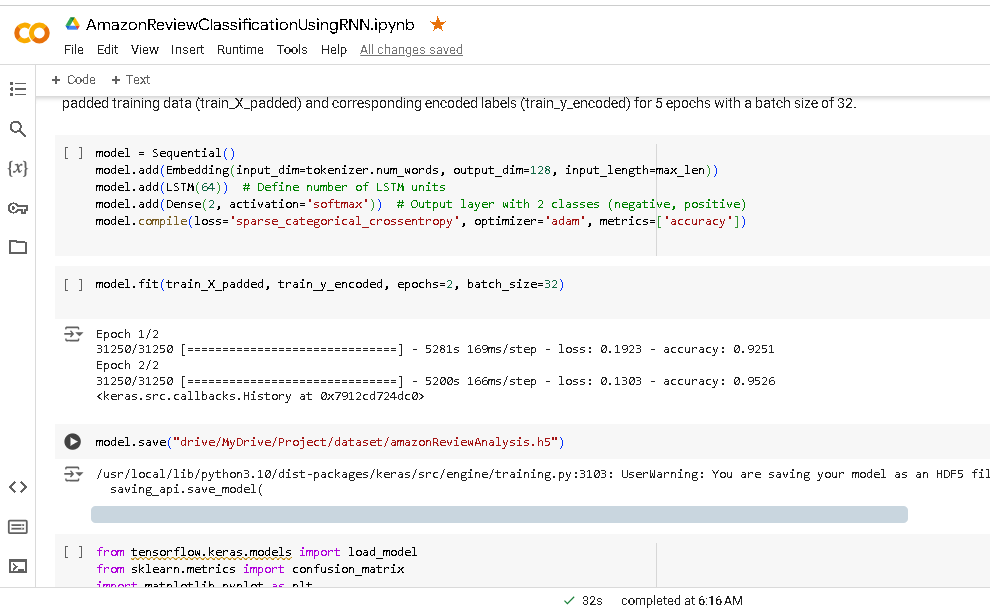 AmazonReviewClassificationUsingRNN.ipynb
File Edit View Insert Runtime Tools Help All changes saved
+ Code + Text
padded training data (train_X_padded) and corresponding encoded labels (train_y_encoded) for 5 epochs with a batch size of 32.
[ ] model = Sequential()
model.add(Embedding(input_dim=tokenizer.num_words, output_dim=128, input_length=max_len))
model.add(LSTM(64))  # Define number of LSTM units
model.add(Dense(2, activation='softmax'))  # Output layer with 2 classes (negative, positive)
model.compile(loss='sparse_categorical_crossentropy', optimizer='adam', metrics=['accuracy'])
[ ] model.fit(train_X_padded, train_y_encoded, epochs=2, batch_size=32)
Epoch 1/2
31250/31250 [==============================] - 5281s 169ms/step - loss: 0.1923 - accuracy: 0.9251
Epoch 2/2
31250/31250 [==============================] - 5200s 166ms/step - loss: 0.1303 - accuracy: 0.9526
<keras.src.callbacks.History at 0x7912cd724dc0>
model.save("drive/MyDrive/Project/dataset/amazonReviewAnalysis.h5")
/usr/local/lib/python3.10/dist-packages/keras/src/engine/training.py:3103: UserWarning: You are saving your model as an HDF5 fil
saving_api.save_model(
[ ] from tensorflow.keras.models import load_model
from sklearn.metrics import confusion_matrix
import matplotlib.pyplot as plt
32s completed at 6:16 AM